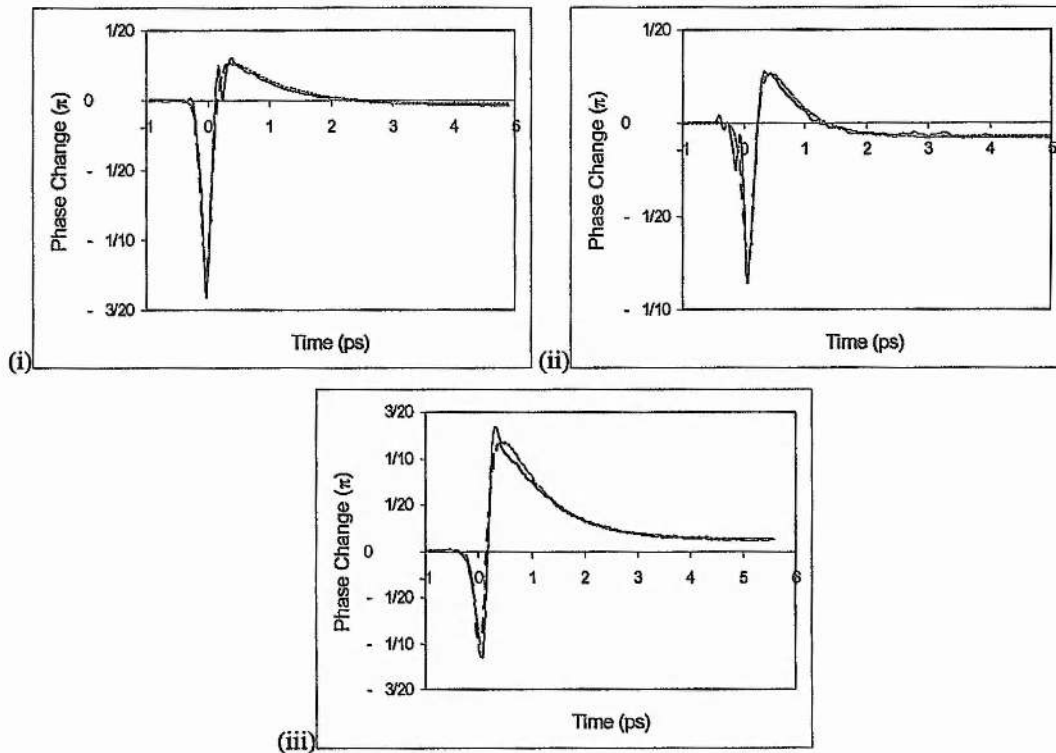 1/20
0
- 1/20
- 1/10
- 3/20
-1 0 1 2 3 4 5
Phase Change (π)
Time (ps)
(i)
1/20
0
- 1/20
- 1/10
-1 0 1 2 3 4 5
Phase Change (π)
Time (ps)
(ii)
3/20
1/10
1/20
0
- 1/20
- 1/10
- 3/20
-1 0 1 2 3 4 5 6
Phase Change (π)
Time (ps)
(iii)